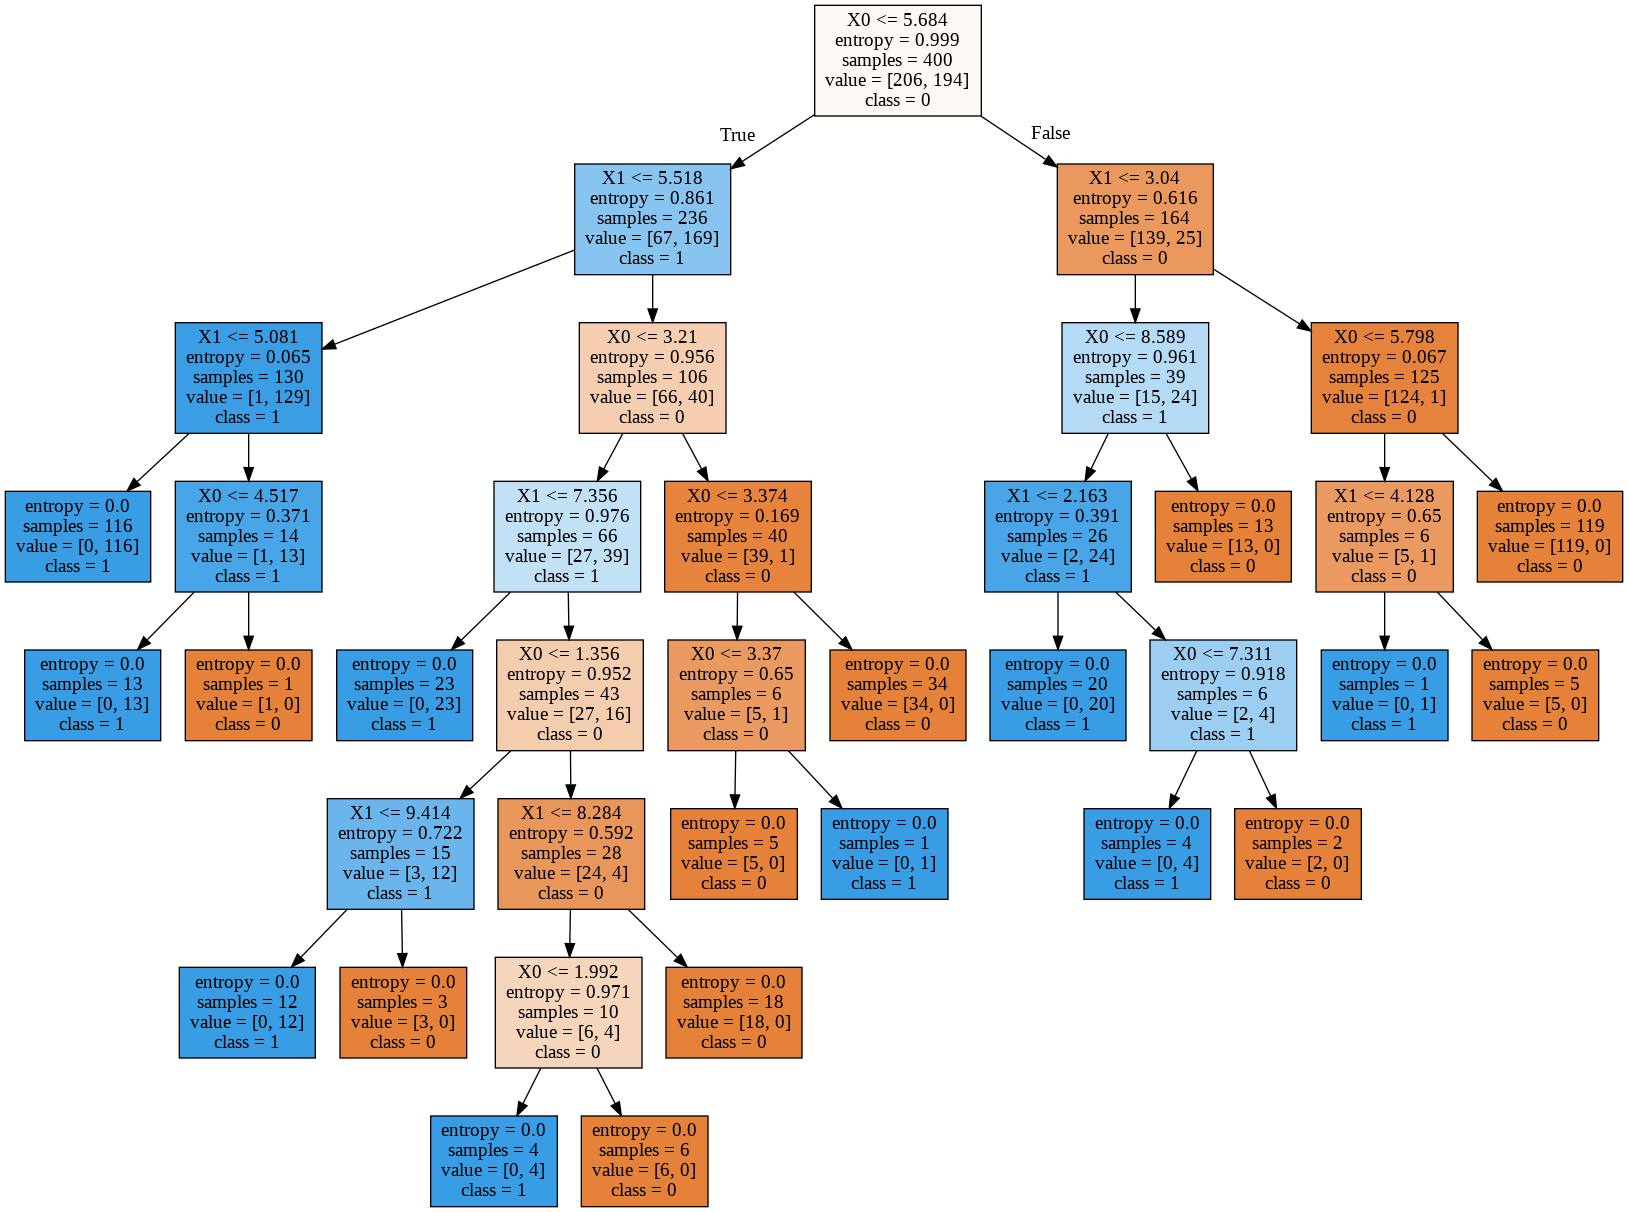 X0 <= 5.684
entropy = 0.999
samples = 400
value = [206, 194]
class = 0
True
False
X1 <= 5.518
entropy = 0.861
samples = 236
value = [67, 169]
class = 1
X1 <= 3.04
entropy = 0.616
samples = 164
value = [139, 25]
class = 0
X1 <= 5.081
entropy = 0.065
samples = 130
value = [1, 129]
class = 1
X0 <= 3.21
entropy = 0.956
samples = 106
value = [66, 40]
class = 0
X0 <= 8.589
entropy = 0.961
samples = 39
value = [15, 24]
class = 1
X0 <= 5.798
entropy = 0.067
samples = 125
value = [124, 1]
class = 0
entropy = 0.0
samples = 116
value = [0, 116]
class = 1
X0 <= 4.517
entropy = 0.371
samples = 14
value = [1, 13]
class = 1
X1 <= 7.356
entropy = 0.976
samples = 66
value = [27, 39]
class = 1
X0 <= 3.374
entropy = 0.169
samples = 40
value = [39, 1]
class = 0
X1 <= 2.163
entropy = 0.391
samples = 26
value = [2, 24]
class = 1
entropy = 0.0
samples = 13
value = [13, 0]
class = 0
X1 <= 4.128
entropy = 0.65
samples = 6
value = [5, 1]
class = 0
entropy = 0.0
samples = 119
value = [119, 0]
class = 0
entropy = 0.0
samples = 13
value = [0, 13]
class = 1
entropy = 0.0
samples = 1
value = [1, 0]
class = 0
entropy = 0.0
samples = 23
value = [0, 23]
class = 1
X0 <= 1.356
entropy = 0.952
samples = 43
value = [27, 16]
class = 0
X0 <= 3.37
entropy = 0.65
samples = 6
value = [5, 1]
class = 0
entropy = 0.0
samples = 34
value = [34, 0]
class = 0
entropy = 0.0
samples = 20
value = [0, 20]
class = 1
X0 <= 7.311
entropy = 0.918
samples = 6
value = [2, 4]
class = 1
entropy = 0.0
samples = 1
value = [0, 1]
class = 1
entropy = 0.0
samples = 5
value = [5, 0]
class = 0
X1 <= 9.414
entropy = 0.722
samples = 15
value = [3, 12]
class = 1
X1 <= 8.284
entropy = 0.592
samples = 28
value = [24, 4]
class = 0
entropy = 0.0
samples = 5
value = [5, 0]
class = 0
entropy = 0.0
samples = 1
value = [0, 1]
class = 1
entropy = 0.0
samples = 4
value = [0, 4]
class = 1
entropy = 0.0
samples = 2
value = [2, 0]
class = 0
entropy = 0.0
samples = 12
value = [0, 12]
class = 1
entropy = 0.0
samples = 3
value = [3, 0]
class = 0
X0 <= 1.992
entropy = 0.971
samples = 10
value = [6, 4]
class = 0
entropy = 0.0
samples = 18
value = [18, 0]
class = 0
entropy = 0.0
samples = 4
value = [0, 4]
class = 1
entropy = 0.0
samples = 6
value = [6, 0]
class = 0